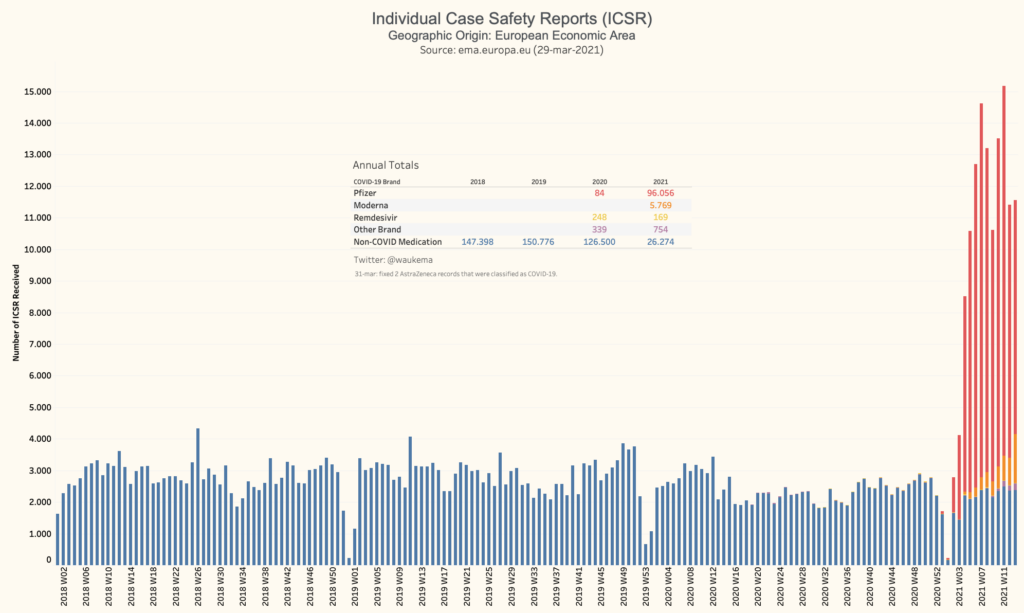 Individual Case Safety Reports (ICSR)
Geographic Origin: European Economic Area
Source: ema.europa.eu (29-mar-2021)
Number of ICSR Received
15.000
14.000
13.000
12.000
11.000
10.000
9.000
8.000
7.000
6.000
5.000
4.000
3.000
2.000
1.000
0
Annual Totals
COVID-19 Brand 2018 2019 2020 2021
Pfizer 84 96.056
Moderna 5.769
Remdesivir 248 169
Other Brand 339 754
Non-COVID Medication 147.398 150.776 126.500 26.274
Twitter: @waukema
31-mar: fixed 2 AstraZeneca records that were classified as COVID-19.
2018 W02
2018 W06
2018 W10
2018 W14
2018 W18
2018 W22
2018 W26
2018 W30
2018 W34
2018 W38
2018 W42
2018 W46
2018 W50
2019 W01
2019 W05
2019 W09
2019 W13
2019 W17
2019 W21
2019 W25
2019 W29
2019 W33
2019 W37
2019 W41
2019 W45
2019 W49
2019 W53
2020 W04
2020 W08
2020 W12
2020 W16
2020 W20
2020 W24
2020 W28
2020 W32
2020 W36
2020 W40
2020 W44
2020 W48
2020 W52
2021 W03
2021 W07
2021 W11